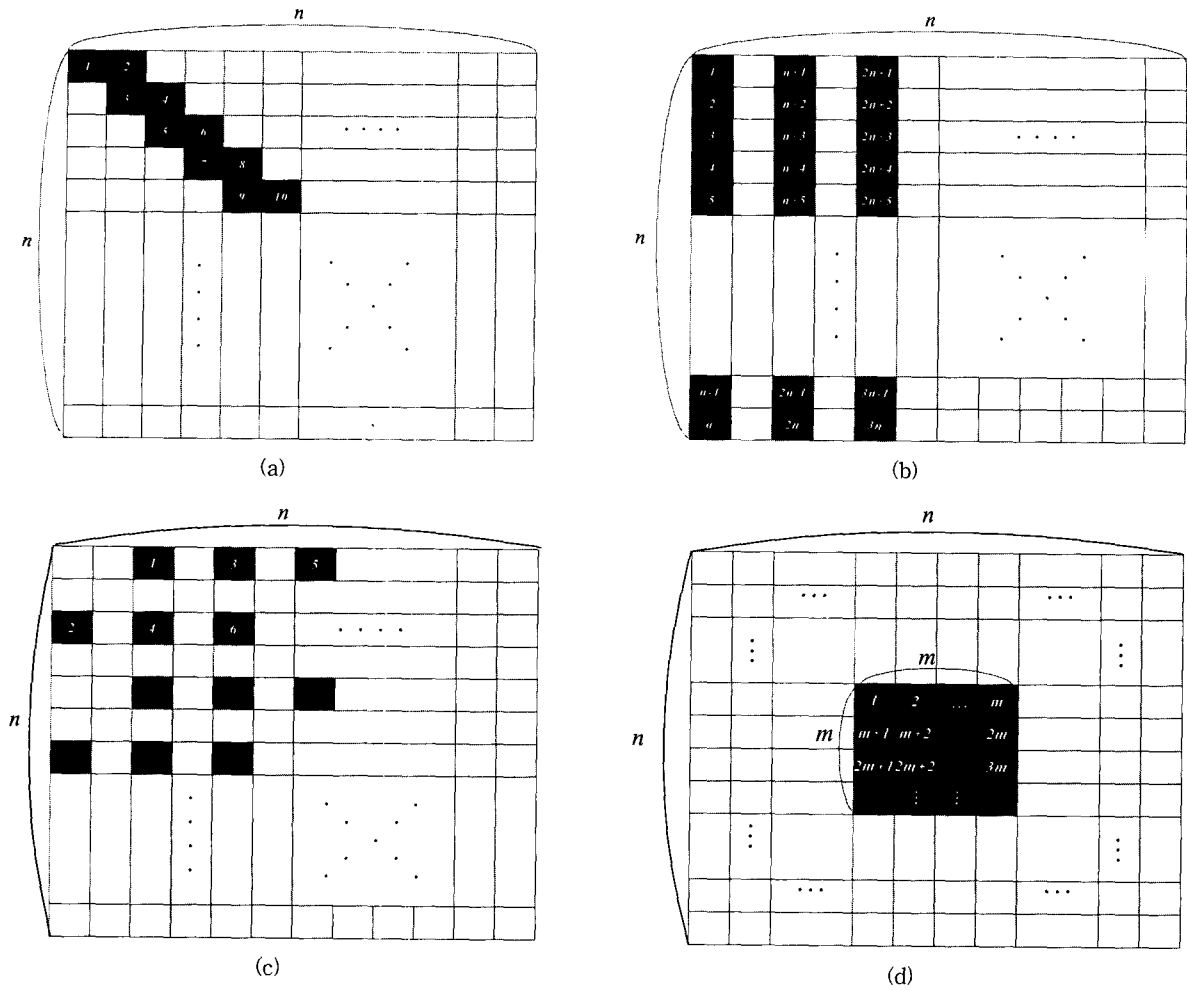 n
n
1 2
3 4
5 6
7 8
9 10
(a)
n
n
1 n+1 2n+1
2 n+2 2n+2
3 n+3 2n+3
4 n+4 2n+4
5 n+5 2n+5
n-1 2n-1 3n-1
n 2n 3n
(b)
n
n
1 3 5
2 4 6
(c)
n
n
m
m
1 2 ... m
m+1 m+2 2m
2m+1 2m+2 3m
(d)